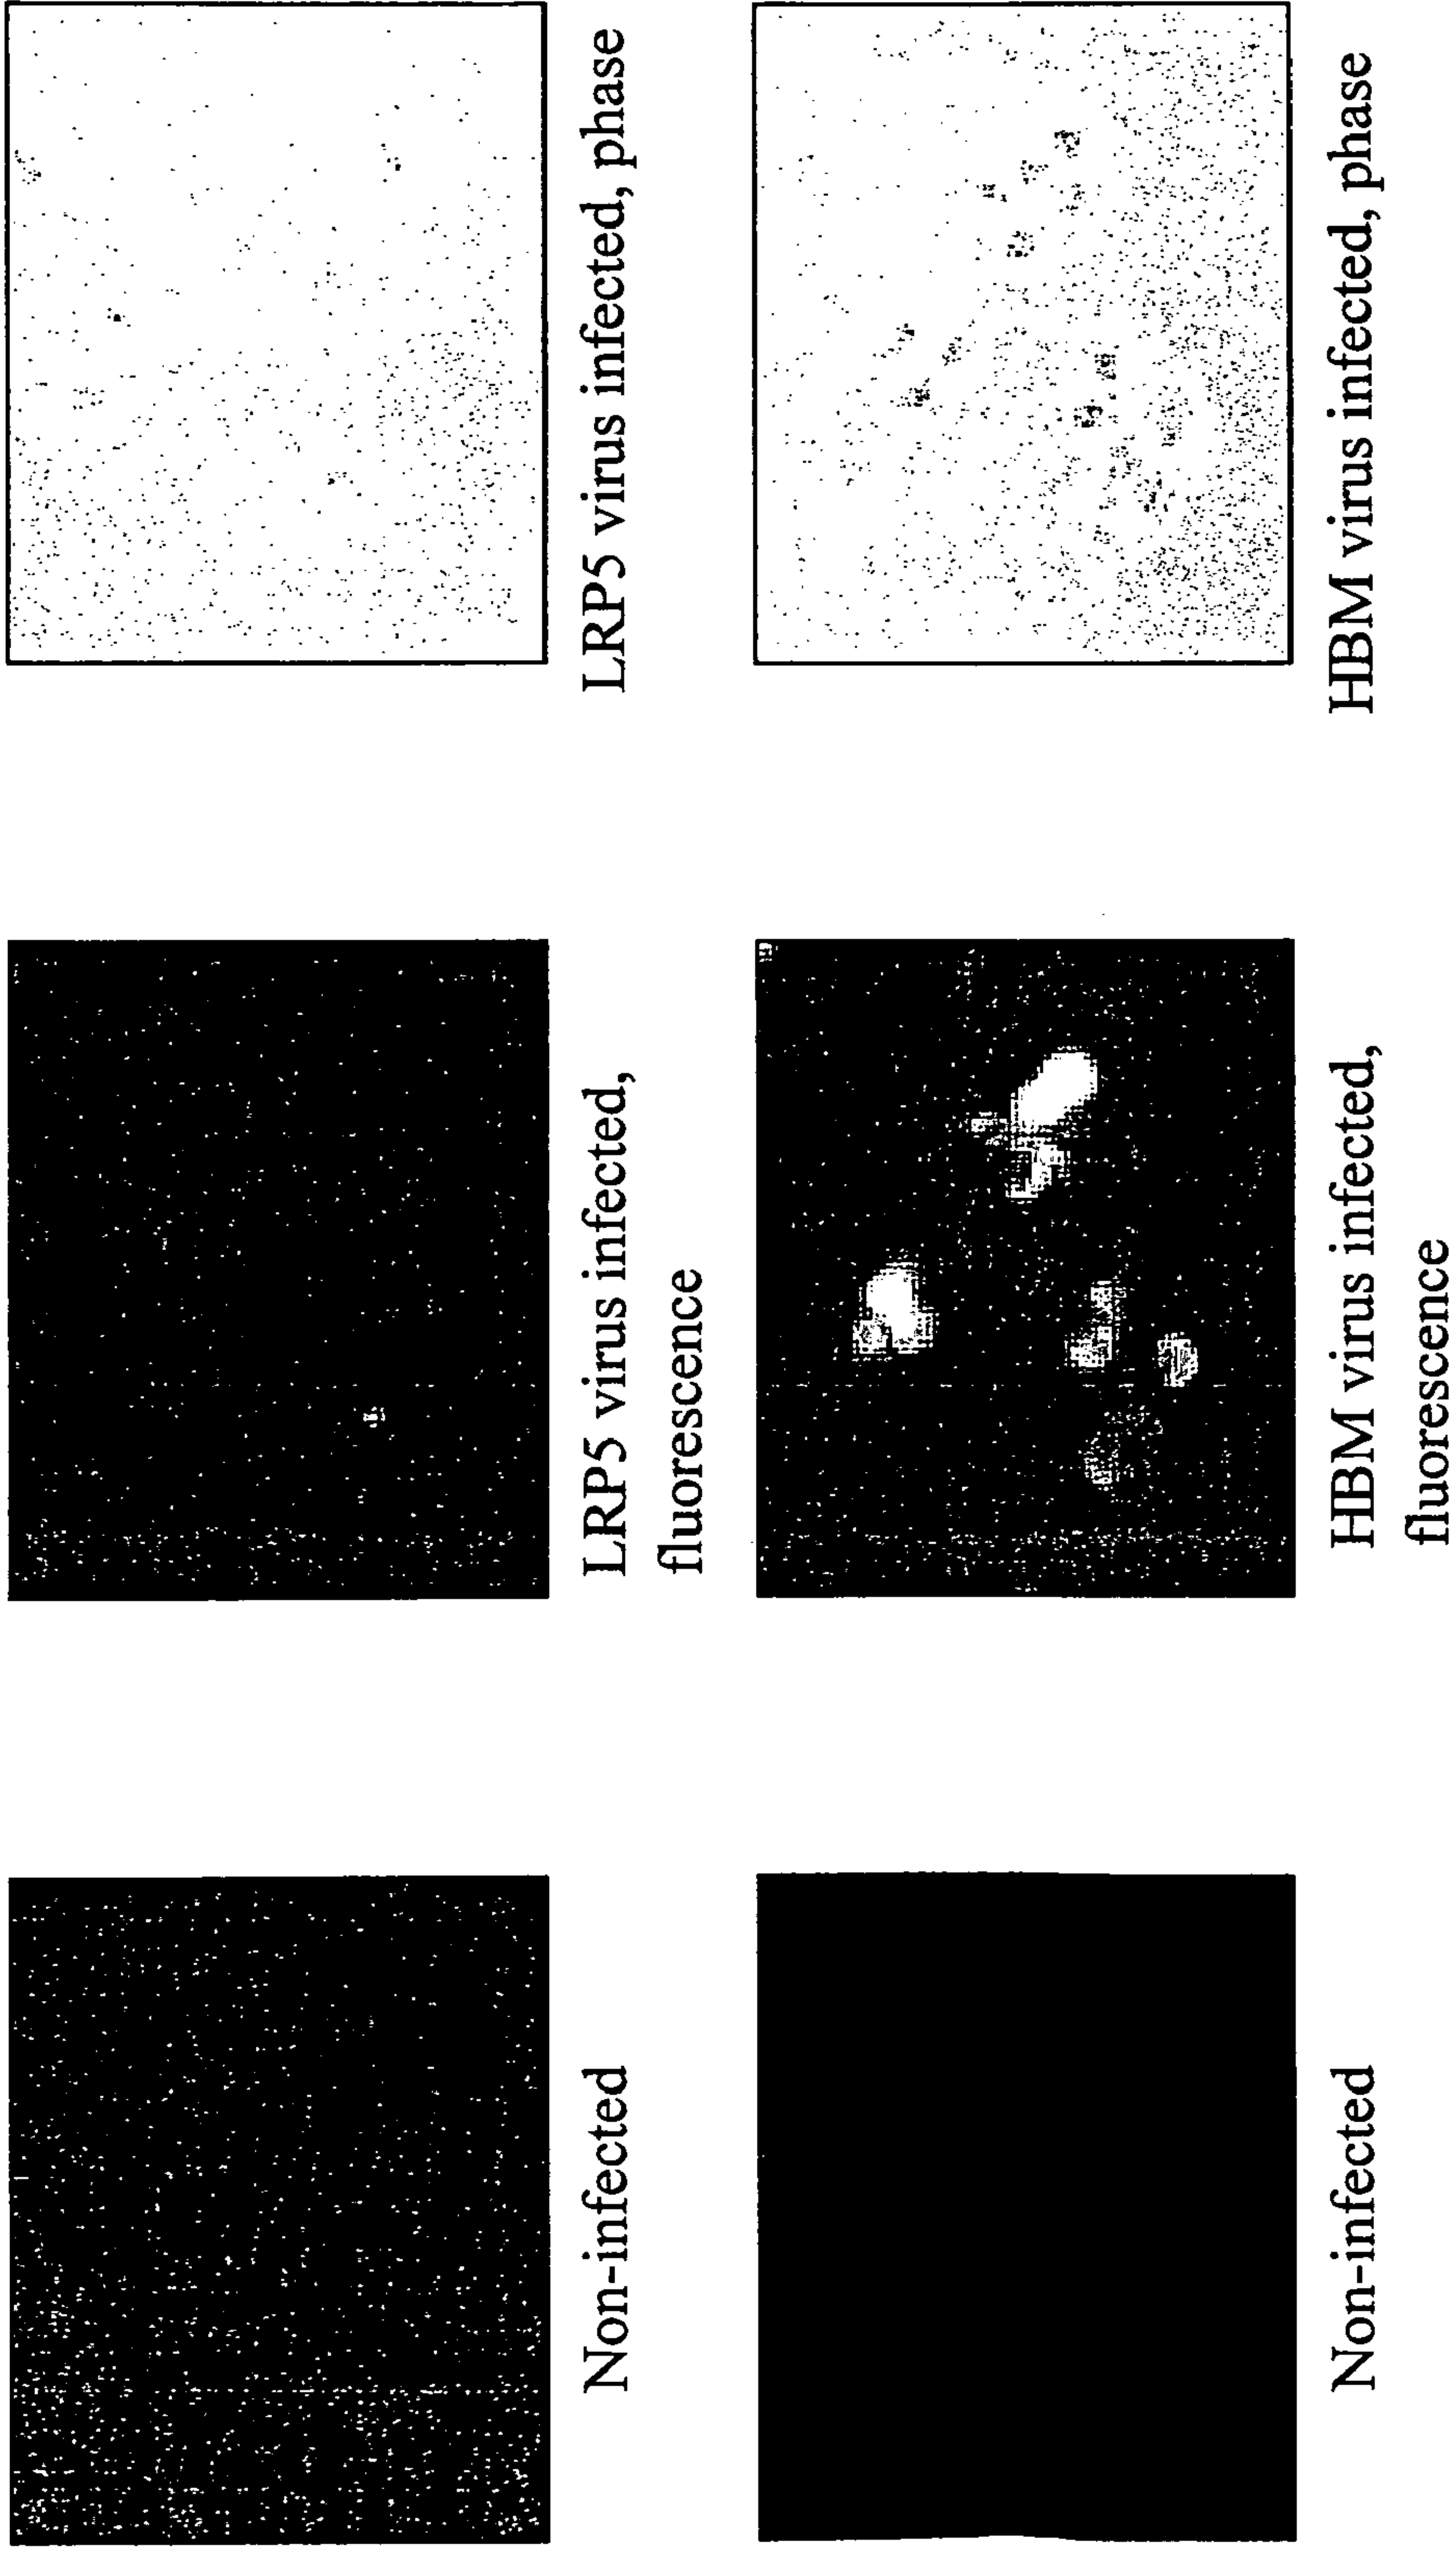 Non-infected
LRP5 virus infected,
fluorescence
LRP5 virus infected, phase
Non-infected
HBM virus infected,
fluorescence
HBM virus infected, phase